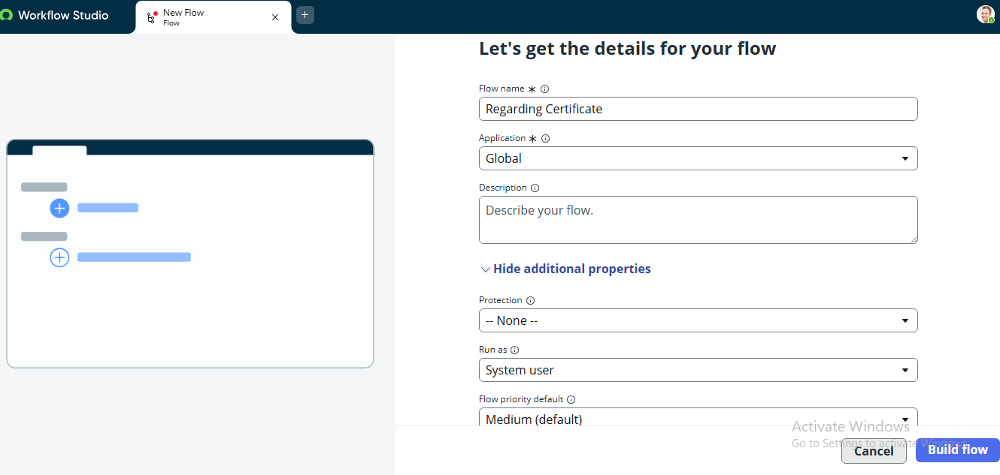 Workflow Studio
New Flow
Flow
Let's get the details for your flow
Flow name *
Regarding Certificate
Application *
Global
Description
Describe your flow.
Hide additional properties
Protection
-- None --
Run as
System user
Flow priority default
Medium (default)
Activate Windows
Go to Settings to activate Windows.
Cancel
Build flow